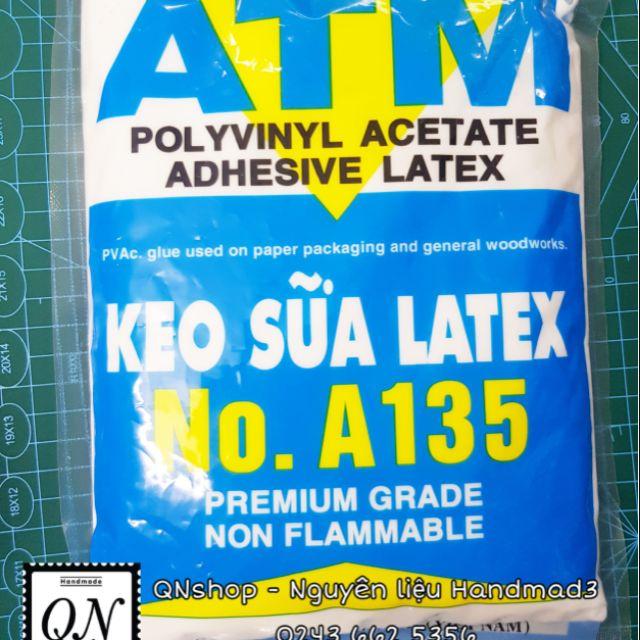 ATM
POLYVINYL ACETATE
ADHESIVE LATEX
PVAc. glue used on paper packaging and general woodworks.
KEO SỮA LATEX
No. A135
PREMIUM GRADE
NON FLAMMABLE
Handmade
QN
QNshop - Nguyên liệu Handmad3
0243 662 5356
NAM)